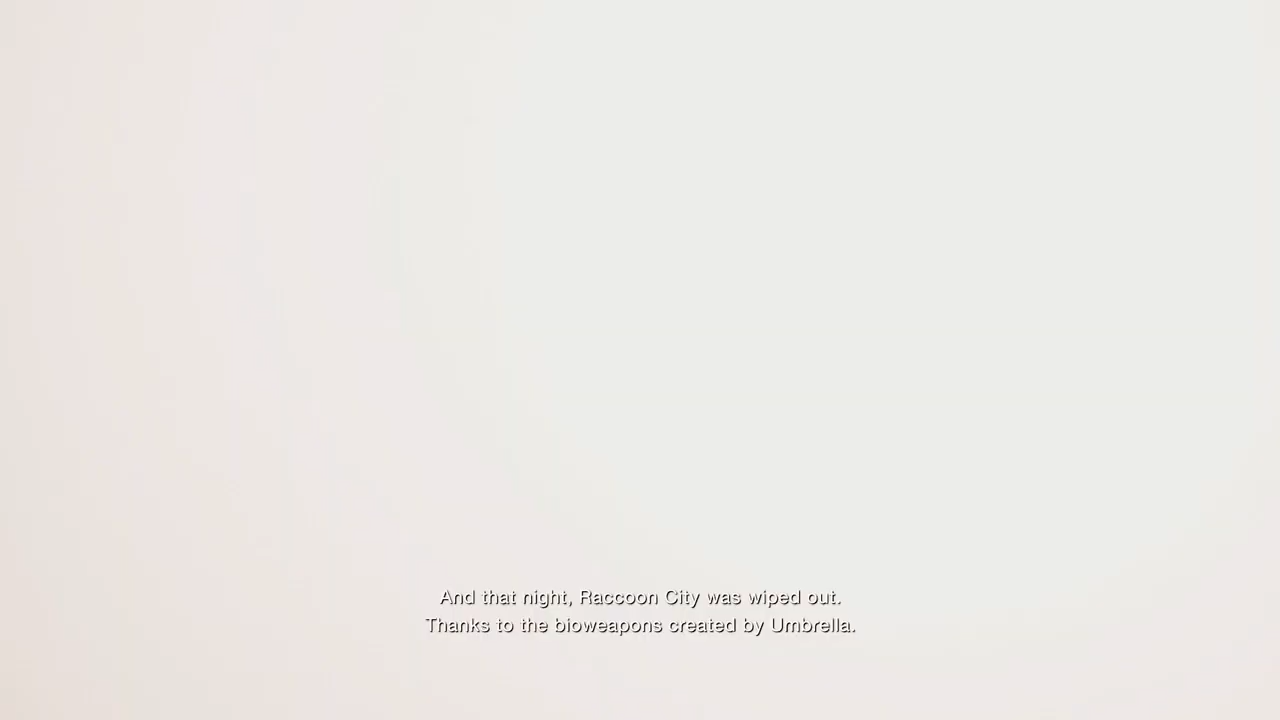 And that night, Raccoon City was wiped out.
Thanks to the bioweapons created by Umbrella.